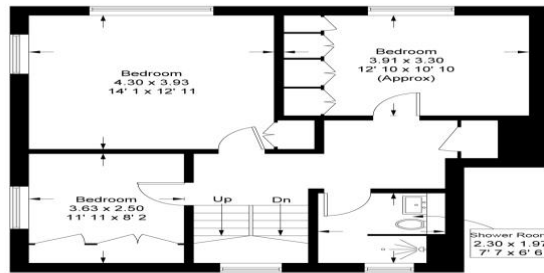 Bedroom
4.30 x 3.93
14' 1 x 12' 11
Bedroom
3.91 x 3.30
12' 10 x 10' 10
(Approx)
Bedroom
3.63 x 2.50
11' 11 x 8' 2
Up
Dn
Shower Room
2.30 x 1.97
7' 7 x 6' 6